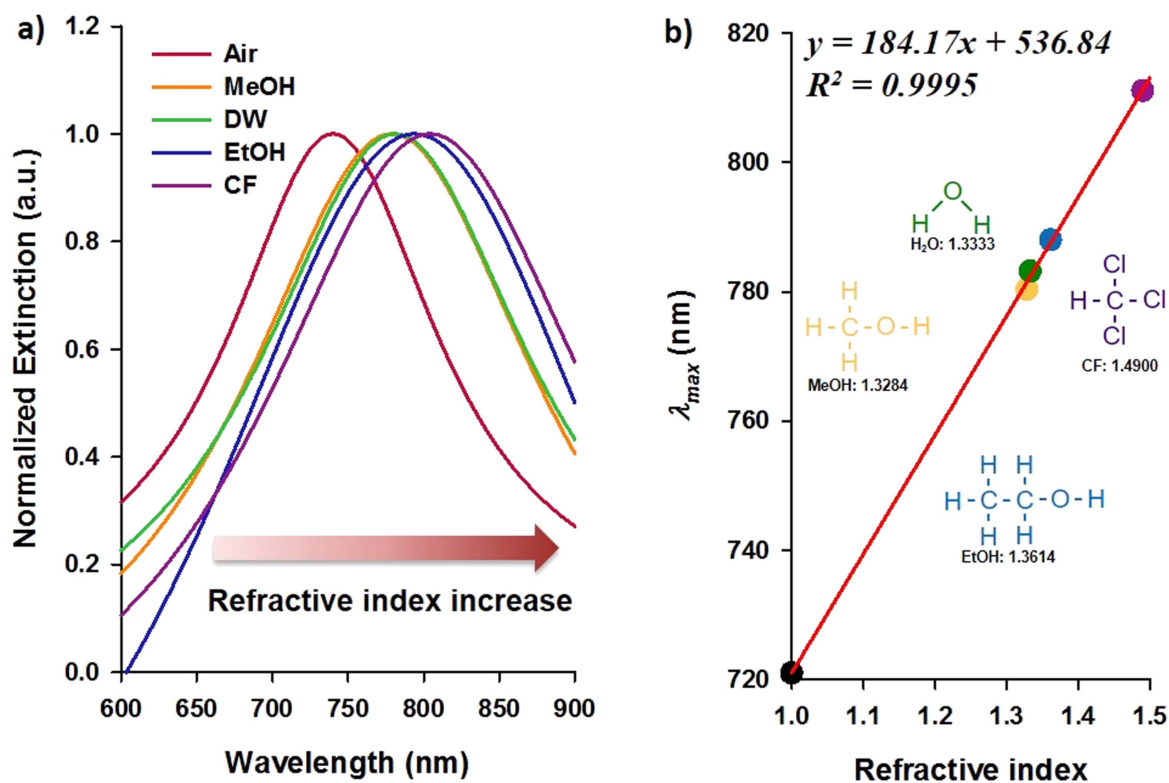 a)
1.2
1.0
0.8
0.6
0.4
0.2
0.0
Normalized Extinction (a.u.)
Air
MeOH
DW
EtOH
CF
Refractive index increase
600 650 700 750 800 850 900
Wavelength (nm)
b)
y = 184.17x + 536.84
R² = 0.9995
820
800
780
760
740
720
λmax (nm)
O
H H
H₂O: 1.3333
H
H C O H
H
MeOH: 1.3284
Cl
H C Cl
Cl
CF: 1.4900
H H
H C C O H
H H
EtOH: 1.3614
1.0 1.1 1.2 1.3 1.4 1.5
Refractive index